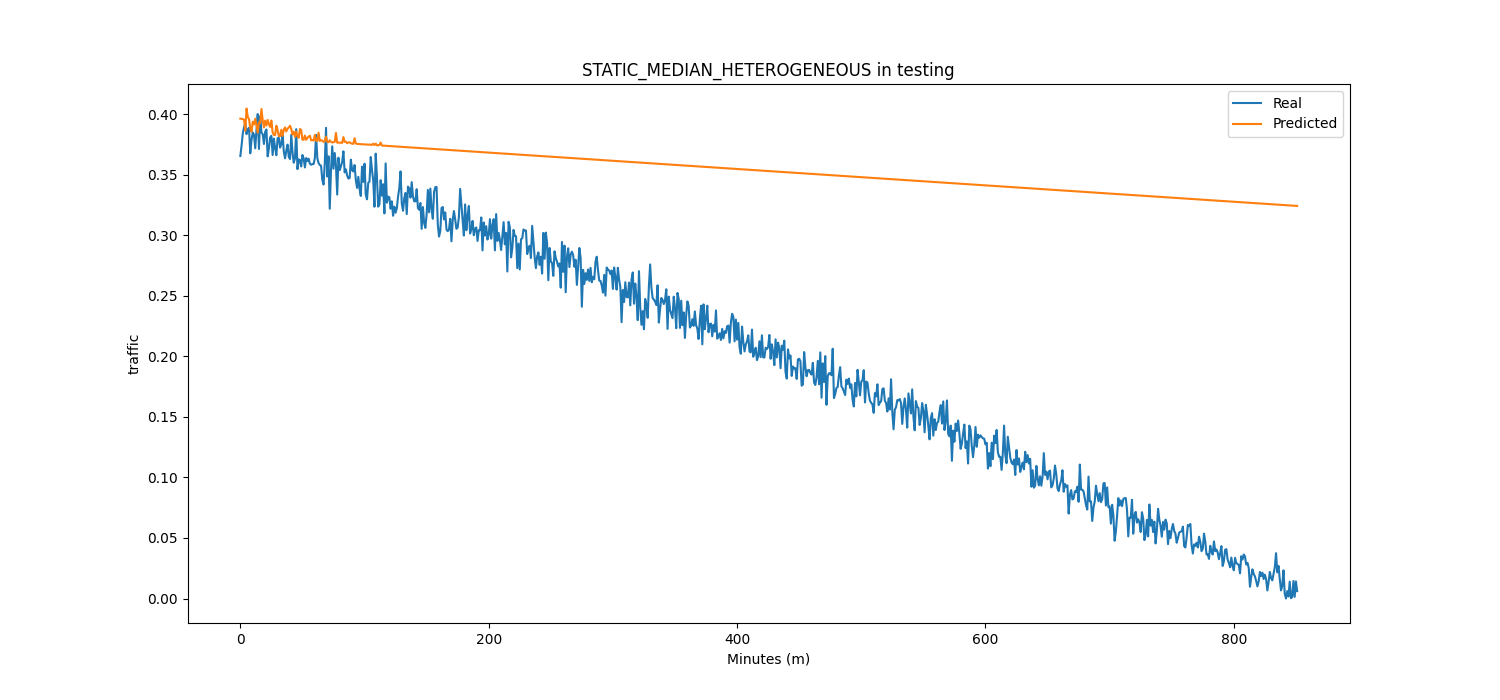 STATIC_MEDIAN_HETEROGENEOUS in testing
Real
Predicted
0.40
0.35
0.30
0.25
0.20
0.15
0.10
0.05
0.00
traffic
0 200 400 600 800
Minutes (m)